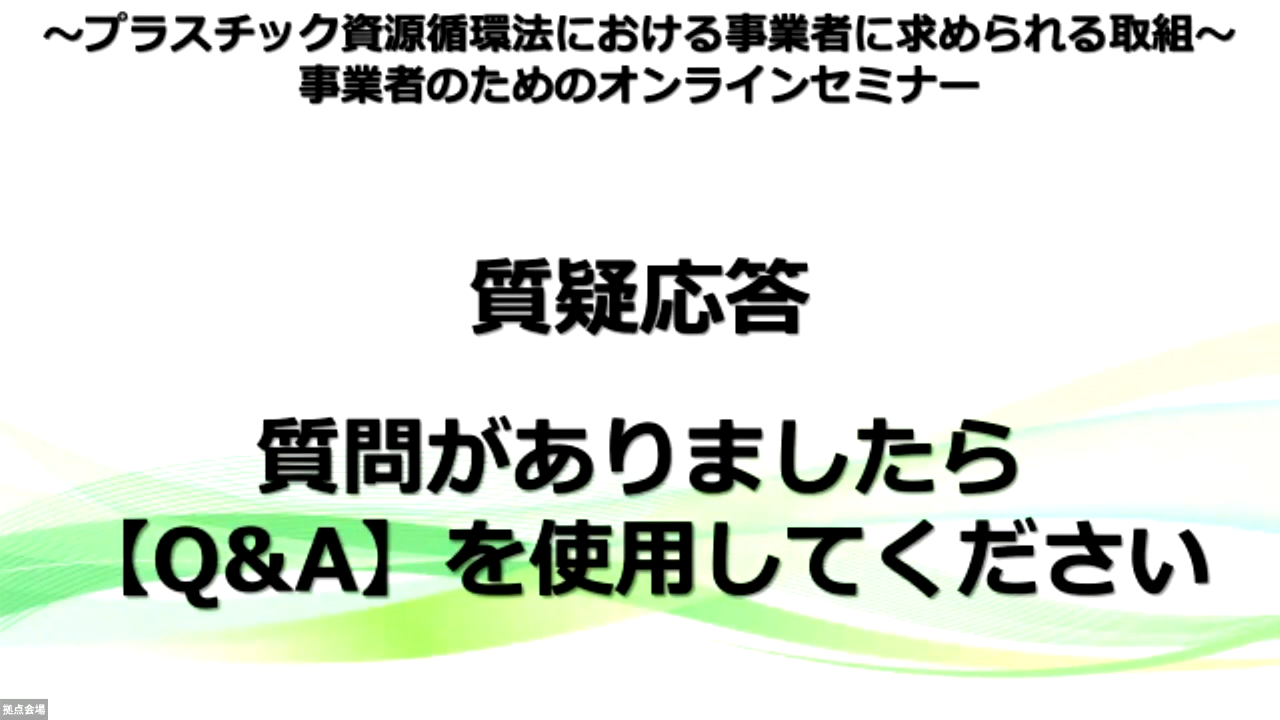 ～プラスチック資源循環法における事業者に求められる取組～
事業者のためのオンラインセミナー
質疑応答
質問がありましたら
【Q&A】を使用してください
拠点会場